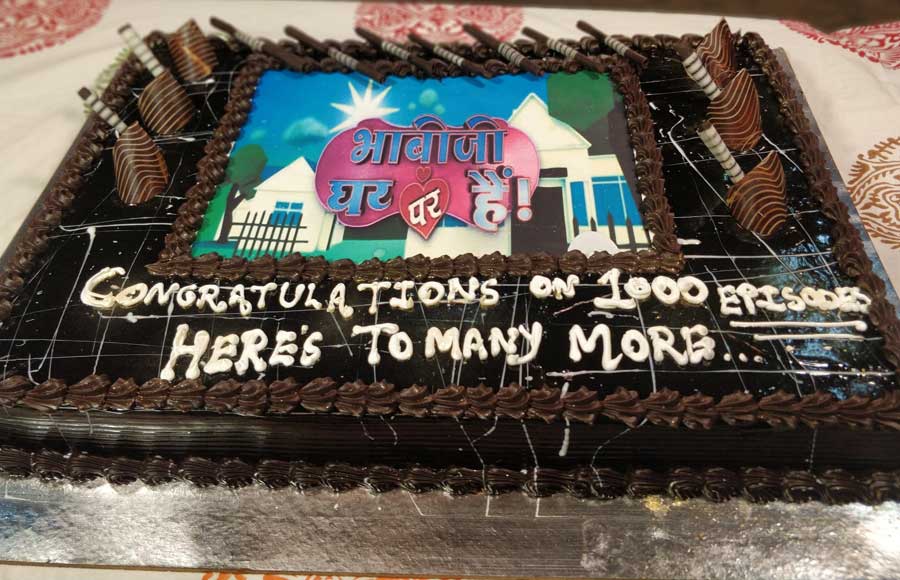 भाबीजी
घर पर हैं!
CONGRATULATIONS ON 1000 EPISODES
HERE'S TO MANY MORE...